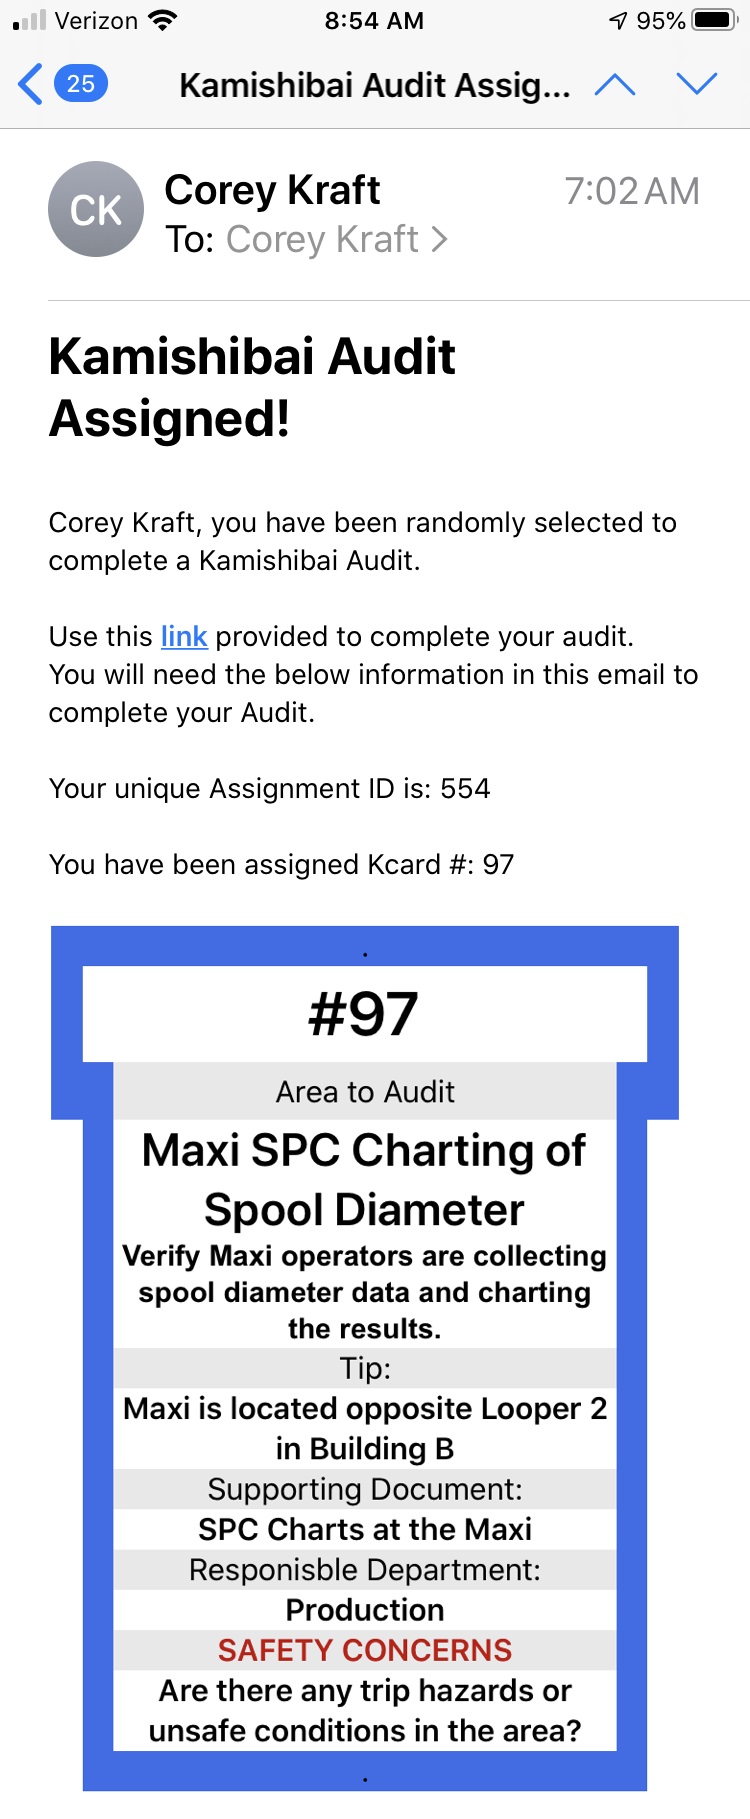 Verizon 8:54 AM 95%
25 Kamishibai Audit Assig...
CK Corey Kraft 7:02 AM
To: Corey Kraft
Kamishibai Audit
Assigned!
Corey Kraft, you have been randomly selected to
complete a Kamishibai Audit.
Use this link provided to complete your audit.
You will need the below information in this email to
complete your Audit.
Your unique Assignment ID is: 554
You have been assigned Kcard #: 97
.
#97
Area to Audit
Maxi SPC Charting of
Spool Diameter
Verify Maxi operators are collecting
spool diameter data and charting
the results.
Tip:
Maxi is located opposite Looper 2
in Building B
Supporting Document:
SPC Charts at the Maxi
Responisble Department:
Production
SAFETY CONCERNS
Are there any trip hazards or
unsafe conditions in the area?
.